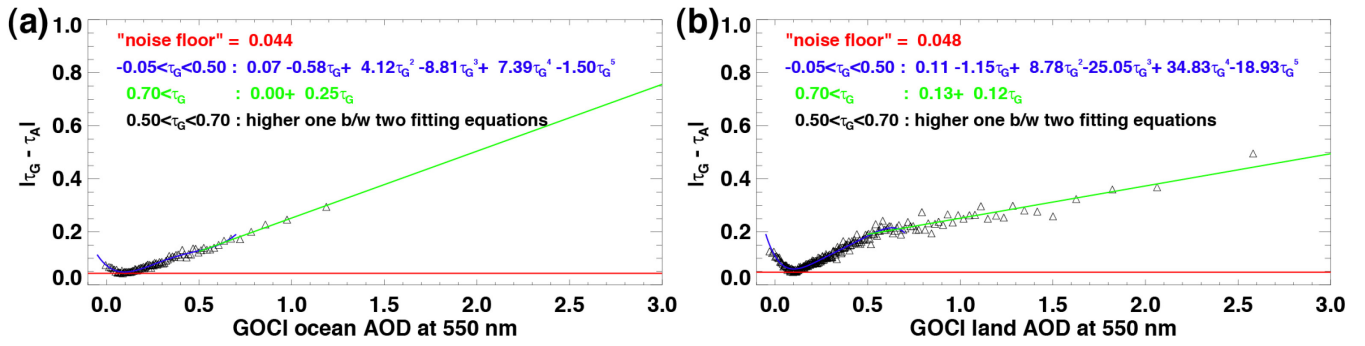 (a)
"noise floor" = 0.044
-0.05<τG<0.50 : 0.07 -0.58τG+ 4.12τG² -8.81τG³+ 7.39τG⁴ -1.50τG⁵
0.70<τG : 0.00+ 0.25τG
0.50<τG<0.70 : higher one b/w two fitting equations
|τG - τA|
1.0
0.8
0.6
0.4
0.2
0.0
0.0 0.5 1.0 1.5 2.0 2.5 3.0
GOCI ocean AOD at 550 nm
(b)
"noise floor" = 0.048
-0.05<τG<0.50 : 0.11 -1.15τG+ 8.78τG²-25.05τG³+ 34.83τG⁴-18.93τG⁵
0.70<τG : 0.13+ 0.12τG
0.50<τG<0.70 : higher one b/w two fitting equations
|τG - τA|
1.0
0.8
0.6
0.4
0.2
0.0
0.0 0.5 1.0 1.5 2.0 2.5 3.0
GOCI land AOD at 550 nm